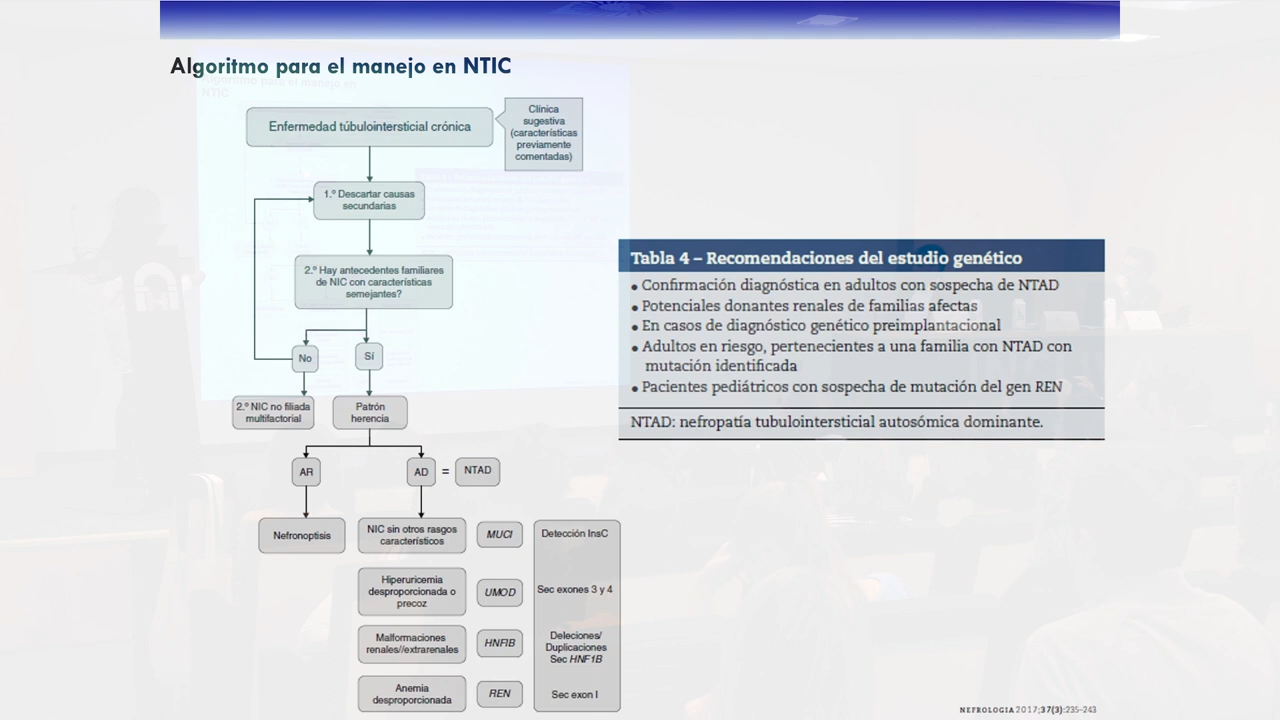 Algoritmo para el manejo en NTIC
Enfermedad túbulointersticial crónica
Clínica
sugestiva
(características
previamente
comentadas)
1.º Descartar causas
secundarias
2.º Hay antecedentes familiares
de NIC con características
semejantes?
No
Sí
2.º NIC no filiada
multifactorial
Patrón
herencia
AR
AD
=
NTAD
Nefronoptisis
NIC sin otros rasgos
característicos
MUCI
Detección InsC
Hiperuricemia
desproporcionada o
precoz
UMOD
Sec exones 3 y 4
Malformaciones
renales//extrarenales
HNFIB
Deleciones/
Duplicaciones
Sec HNF1B
Anemia
desproporcionada
REN
Sec exon I
Tabla 4 – Recomendaciones del estudio genético
• Confirmación diagnóstica en adultos con sospecha de NTAD
• Potenciales donantes renales de familias afectas
• En casos de diagnóstico genético preimplantacional
• Adultos en riesgo, pertenecientes a una familia con NTAD con
mutación identificada
• Pacientes pediátricos con sospecha de mutación del gen REN
NTAD: nefropatía tubulointersticial autosómica dominante.
NEFROLOGIA 2017;37(3):235–243